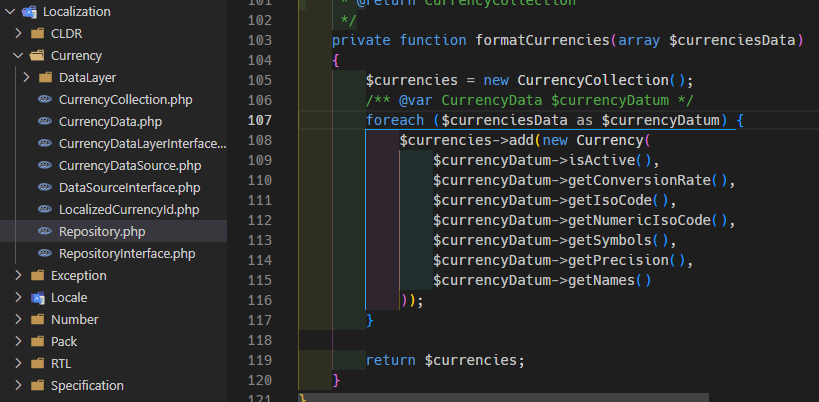 Localization
CLDR
Currency
DataLayer
CurrencyCollection.php
CurrencyData.php
CurrencyDataLayerInterface...
CurrencyDataSource.php
DataSourceInterface.php
LocalizedCurrencyId.php
Repository.php
RepositoryInterface.php
Exception
Locale
Number
Pack
RTL
Specification
101 * @return CurrencyCollection
102 */
103 private function formatCurrencies(array $currenciesData)
104 {
105 $currencies = new CurrencyCollection();
106 /** @var CurrencyData $currencyDatum */
107 foreach ($currenciesData as $currencyDatum) {
108 $currencies->add(new Currency(
109 $currencyDatum->isActive(),
110 $currencyDatum->getConversionRate(),
111 $currencyDatum->getIsoCode(),
112 $currencyDatum->getNumericIsoCode(),
113 $currencyDatum->getSymbols(),
114 $currencyDatum->getPrecision(),
115 $currencyDatum->getNames()
116 ));
117 }
118
119 return $currencies;
120 }
121 }